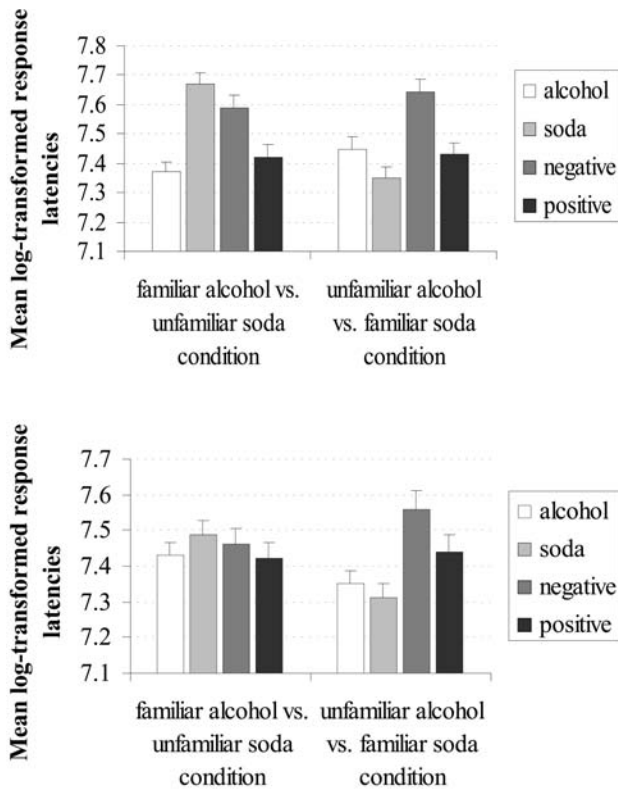 Mean log-transformed response
latencies
7.8
7.7
7.6
7.5
7.4
7.3
7.2
7.1
familiar alcohol vs.
unfamiliar soda
condition
unfamiliar alcohol
vs. familiar soda
condition
alcohol
soda
negative
positive
Mean log-transformed response
latencies
7.7
7.6
7.5
7.4
7.3
7.2
7.1
familiar alcohol vs.
unfamiliar soda
condition
unfamiliar alcohol
vs. familiar soda
condition
alcohol
soda
negative
positive